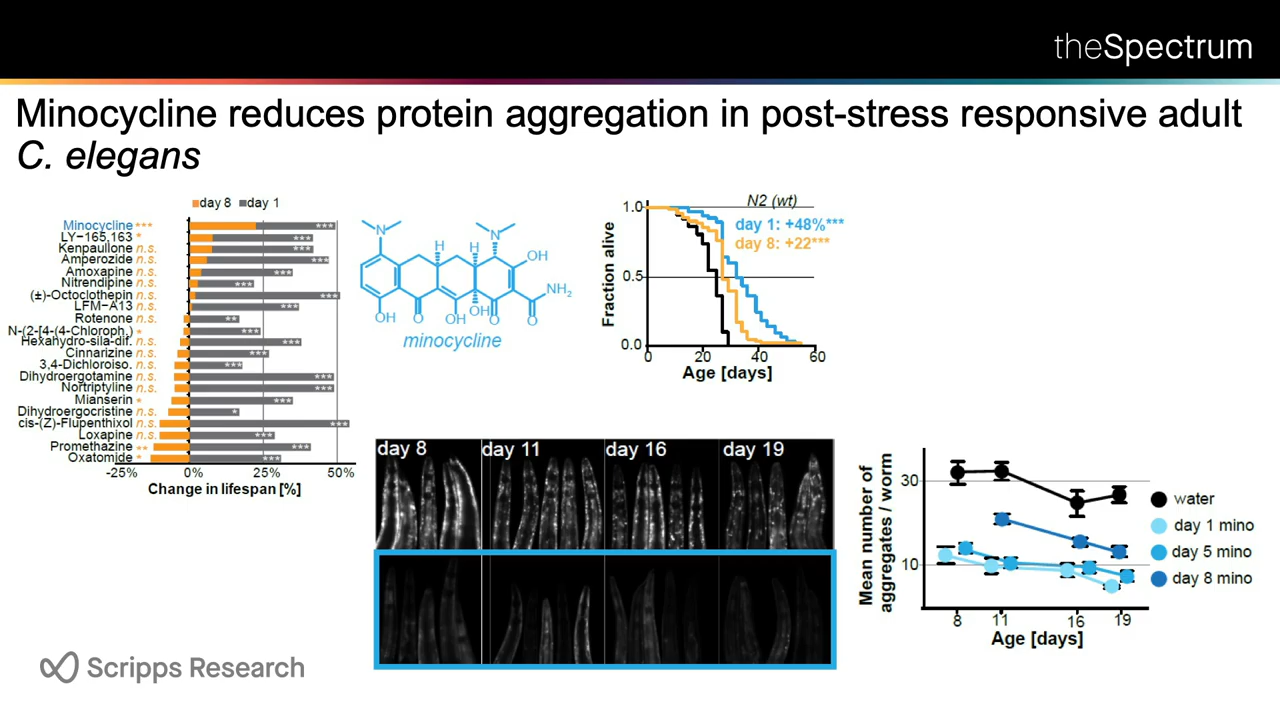 theSpectrum
Minocycline reduces protein aggregation in post-stress responsive adult
C. elegans
day 8 day 1
Minocycline ***
***
LY−165,163 *
***
Kenpaullone n.s.
***
Amperozide n.s.
***
Amoxapine n.s.
***
Nitrendipine n.s.
***
(±)-Octoclothepin n.s.
***
LFM−A13 n.s.
***
Rotenone n.s.
**
N-(2-[4-(4-Chloroph.) *
***
Hexahydro-sila-dif. n.s.
***
Cinnarizine n.s.
***
3,4-Dichloroiso. n.s.
***
Dihydroergotamine n.s.
***
Nortriptyline n.s.
***
Mianserin *
***
Dihydroergocristine n.s.
*
cis-(Z)-Flupenthixol n.s.
***
Loxapine n.s.
***
Promethazine **
***
Oxatomide *
***
-25% 0% 25% 50%
Change in lifespan [%]
N
H H
N
OH
NH2
OH O OH OH O O
minocycline
N2 (wt)
day 1: +48%***
day 8: +22***
Fraction alive
1.0
0.5
0.0
0 20 40 60
Age [days]
day 8 day 11 day 16 day 19
Mean number of
aggregates / worm
30
10
8 11 16 19
Age [days]
water
day 1 mino
day 5 mino
day 8 mino
Scripps Research